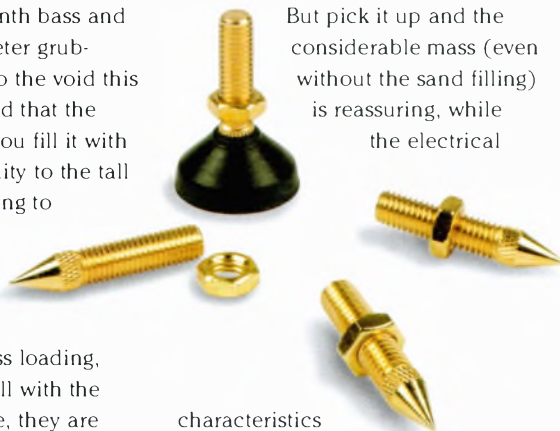 nth bass and
eter grub-
o the void this
d that the
ou fill it with
ity to the tall
ng to
ss loading,
ll with the
e, they are
But pick it up and the
considerable mass (even
without the sand filling)
is reassuring, while
the electrical
characteristics